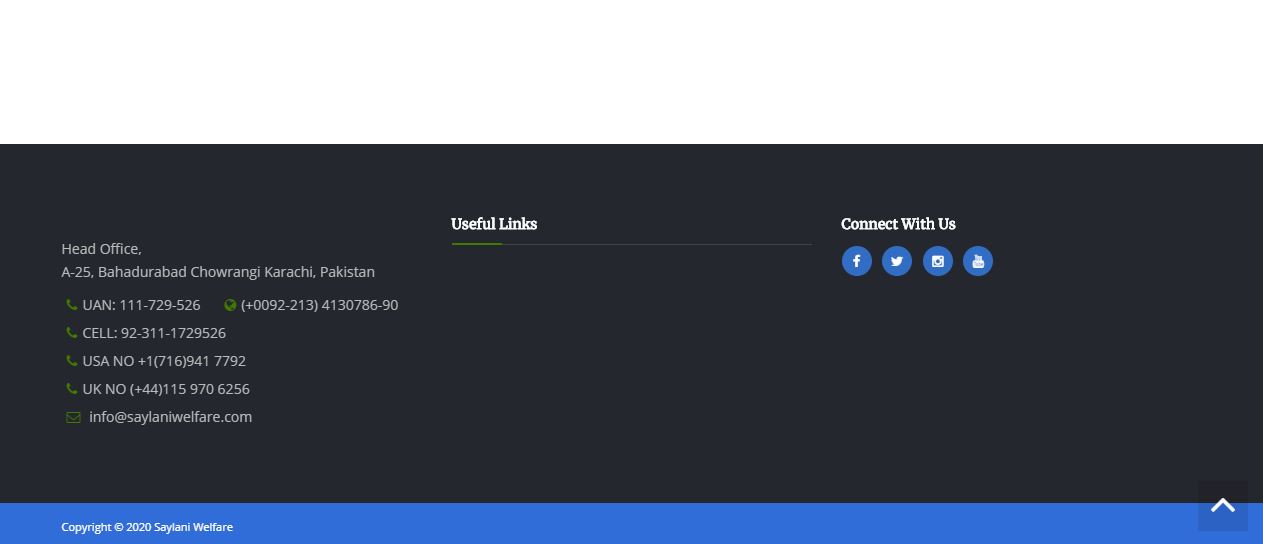 Head Office,
A-25, Bahadurabad Chowrangi Karachi, Pakistan
UAN: 111-729-526 (+0092-213) 4130786-90
CELL: 92-311-1729526
USA NO +1(716)941 7792
UK NO (+44)115 970 6256
info@saylaniwelfare.com
Useful Links
Connect With Us
Copyright © 2020 Saylani Welfare